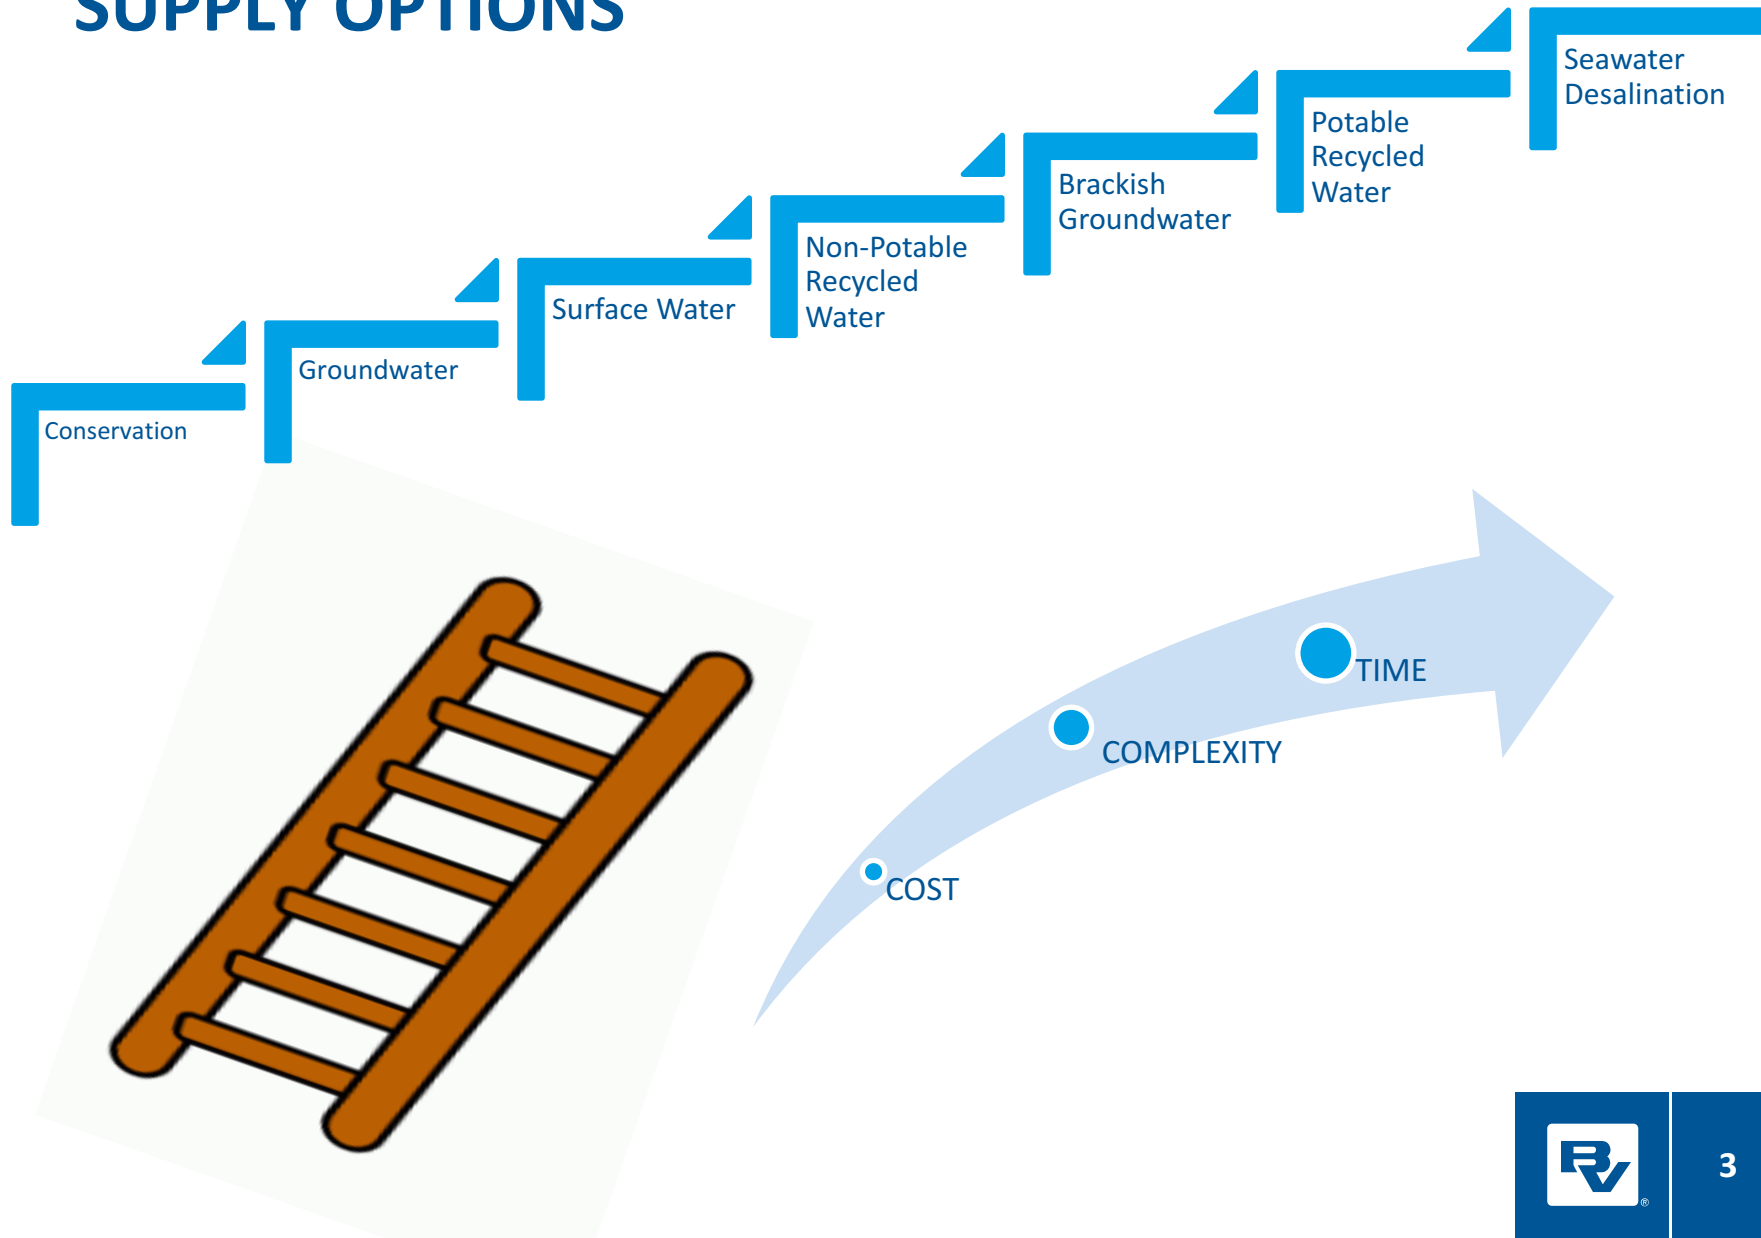 SUPPLY OPTIONS
Seawater
Desalination
Potable
Recycled
Water
Brackish
Groundwater
Non-Potable
Recycled
Water
Surface Water
Groundwater
Conservation
TIME
COMPLEXITY
COST
BV
®
3